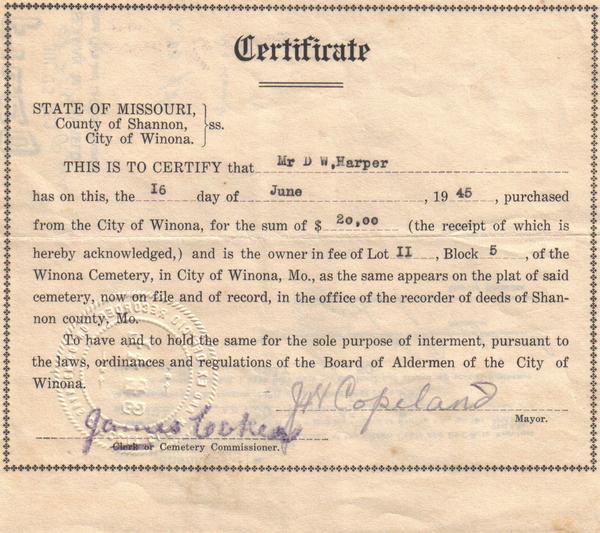 Certificate
STATE OF MISSOURI,
County of Shannon, } ss.
City of Winona.
THIS IS TO CERTIFY that Mr D W,Harper
has on this, the I6 day of June , 19 45 , purchased
from the City of Winona, for the sum of $ 20,00 (the receipt of which is
hereby acknowledged,) and is the owner in fee of Lot II , Block 5 , of the
Winona Cemetery, in City of Winona, Mo., as the same appears on the plat of said
cemetery, now on file and of record, in the office of the recorder of deeds of Shan-
non county, Mo.
To have and to hold the same for the sole purpose of interment, pursuant to
the laws, ordinances and regulations of the Board of Aldermen of the City of
Winona.
J H Copeland
Mayor.
James
Clerk or Cemetery Commissioner.